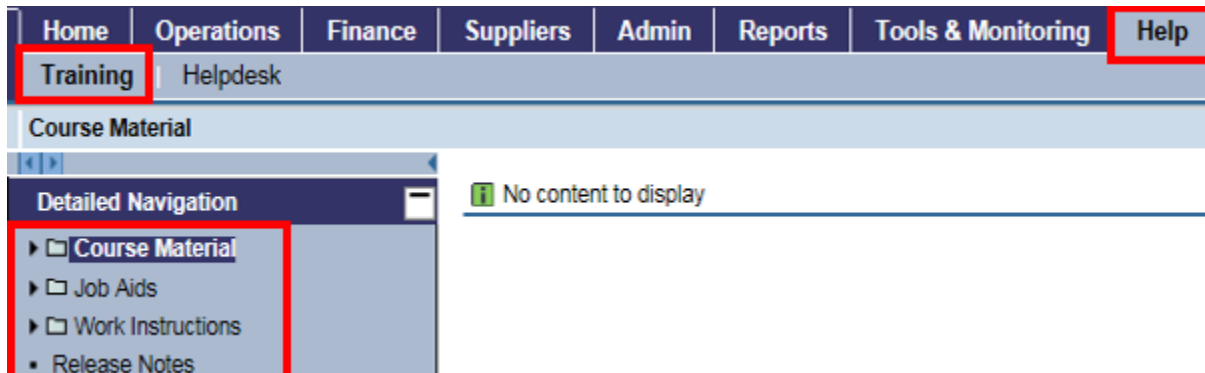 Home Operations Finance Suppliers Admin Reports Tools & Monitoring Help
Training Helpdesk
Course Material
Detailed Navigation
No content to display
Course Material
Job Aids
Work Instructions
Release Notes